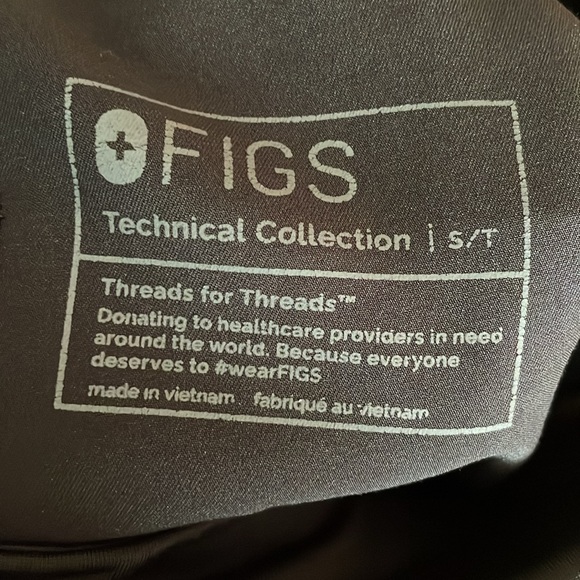 FIGS
Technical Collection | S/T
Threads for Threads™
Donating to healthcare providers in need
around the world. Because everyone
deserves to #wearFIGS
made in vietnam fabriqué au vietnam